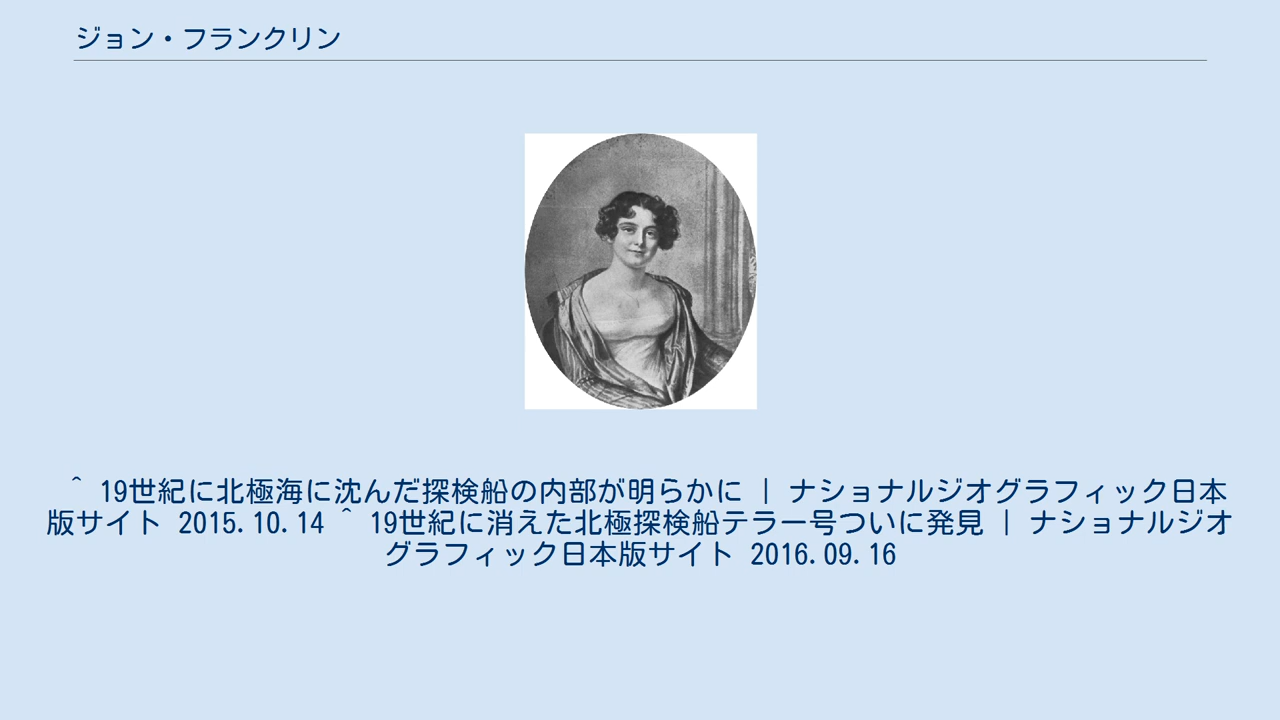 ジョン・フランクリン
^ 19世紀に北極海に沈んだ探検船の内部が明らかに | ナショナルジオグラフィック日本
版サイト 2015.10.14 ^ 19世紀に消えた北極探検船テラー号ついに発見 | ナショナルジオ
グラフィック日本版サイト 2016.09.16